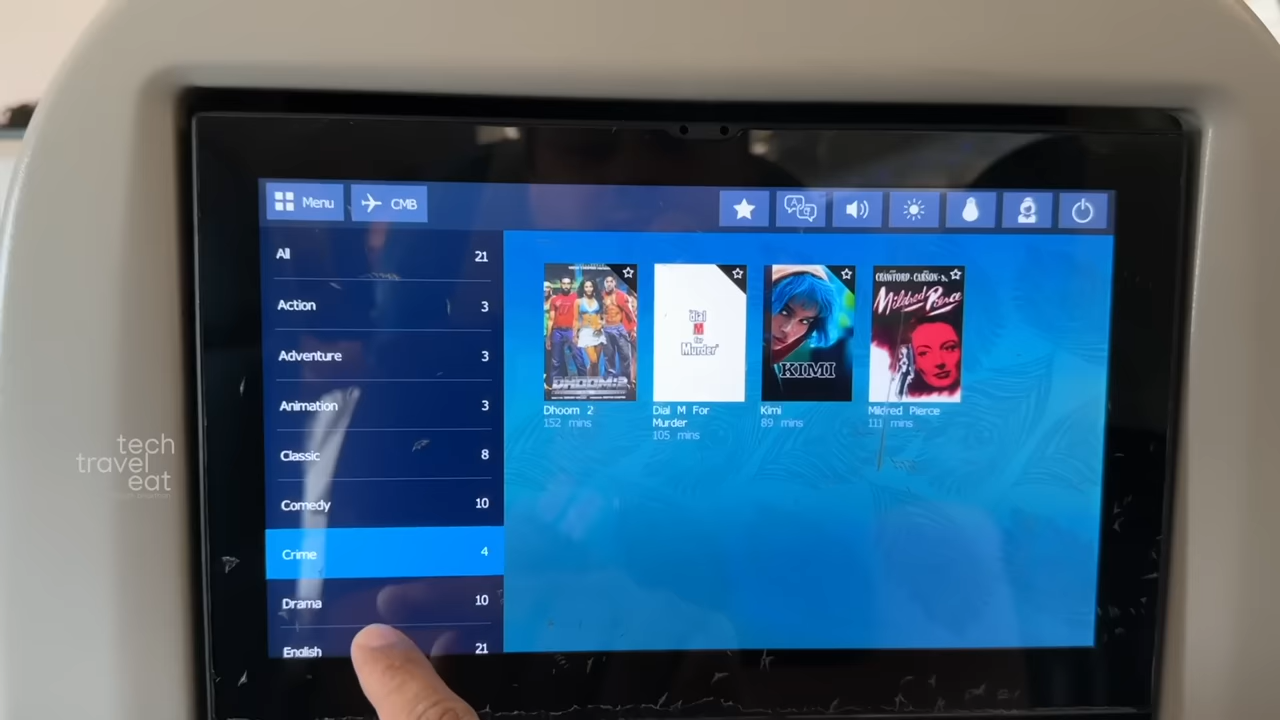 Menu
CMB
All 21
Action 3
Adventure 3
Animation 3
Classic 8
Comedy 10
Crime 4
Drama 10
English 21
DHOOM:2
Dhoom 2
152 mins
dial
M
for
Murder
Dial M For
Murder
105 mins
KIMI
Kimi
89 mins
CRAWFORD · CARSON
Mildred Pierce
Mildred Pierce
111 mins
tech
travel
eat